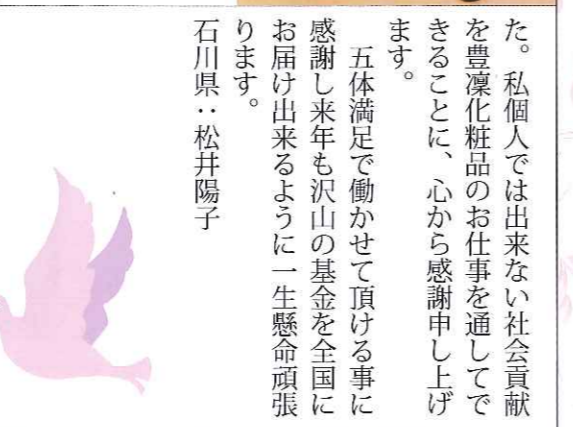 た。私個人では出来ない社会貢献
を豊凜化粧品のお仕事を通してで
きることに、心から感謝申し上げ
ます。
五体満足で働かせて頂ける事に
感謝し来年も沢山の基金を全国に
お届け出来るように一生懸命頑張
ります。
石川県：松井陽子